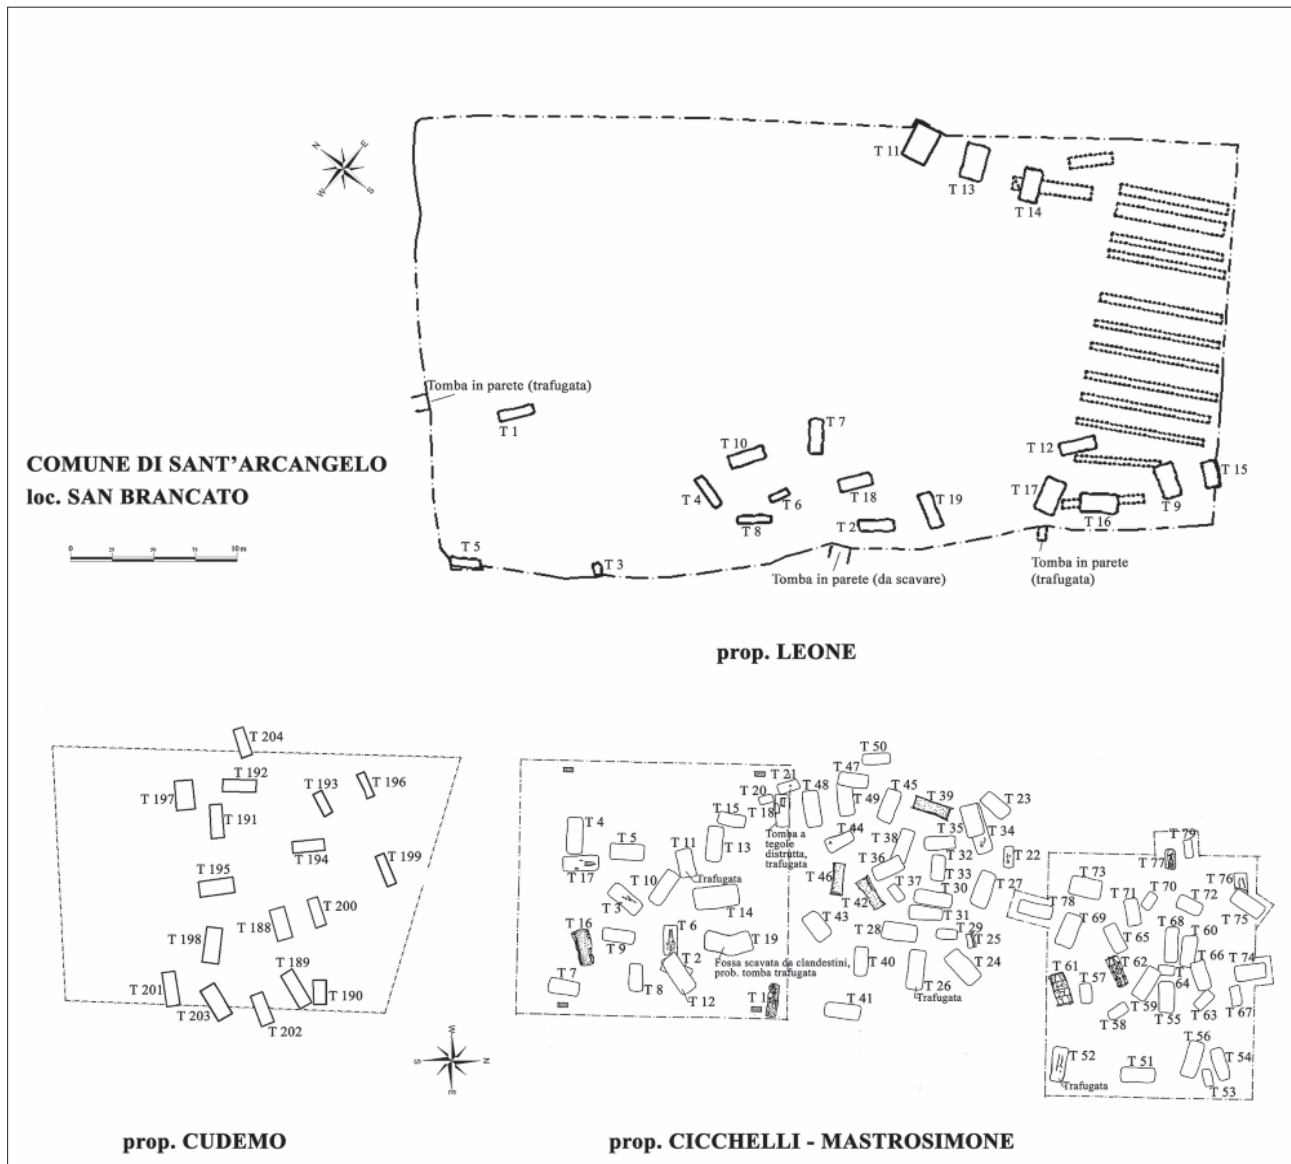 T 11
T 13
T 14
N
E
W
S
Tomba in parete (trafugata)
T 1
T 7
T 10
T 12
T 15
T 4
T 6
T 18
T 19
T 17
T 9
T 8
T 2
T 16
T 5
T 3
Tomba in parete (da scavare)
Tomba in parete
(trafugata)
COMUNE DI SANT’ARCANGELO
loc. SAN BRANCATO
0
25
50
75
10 m
prop. LEONE
T 204
T 192
T 193
T 196
T 197
T 191
T 194
T 199
T 195
T 200
T 188
T 198
T 189
T 190
T 201
T 203
T 202
W
S
N
E
prop. CUDEMO
T 50
T 47
T 21
T 48
T 45
T 20
T 49
T 39
T 23
T 15
T 18
T 4
Tomba a
tegole
distrutta,
trafugata
T 44
T 35
T 34
T 38
T 5
T 11
T 13
T 32
T 22
T 79
T 77
T 17
Trafugata
T 36
T 33
T 46
T 73
T 76
T 10
T 37
T 30
T 27
T 70
T 72
T 3
T 14
T 42
T 78
T 71
T 75
T 31
T 43
T 69
T 68
T 16
T 6
T 28
T 29
T 60
T 9
T 19
T 25
T 65
Fossa scavata da clandestini,
prob. tomba trafugata
T 2
T 62
T 66
T 74
T 7
T 40
T 24
T 61
T 57
T 64
T 8
T 12
T 26
Trafugata
T 59
T 63
T 67
T 1
T 41
T 58
T 55
T 56
T 52
T 54
T 51
T 53
Trafugata
prop. CICCHELLI - MASTROSIMONE